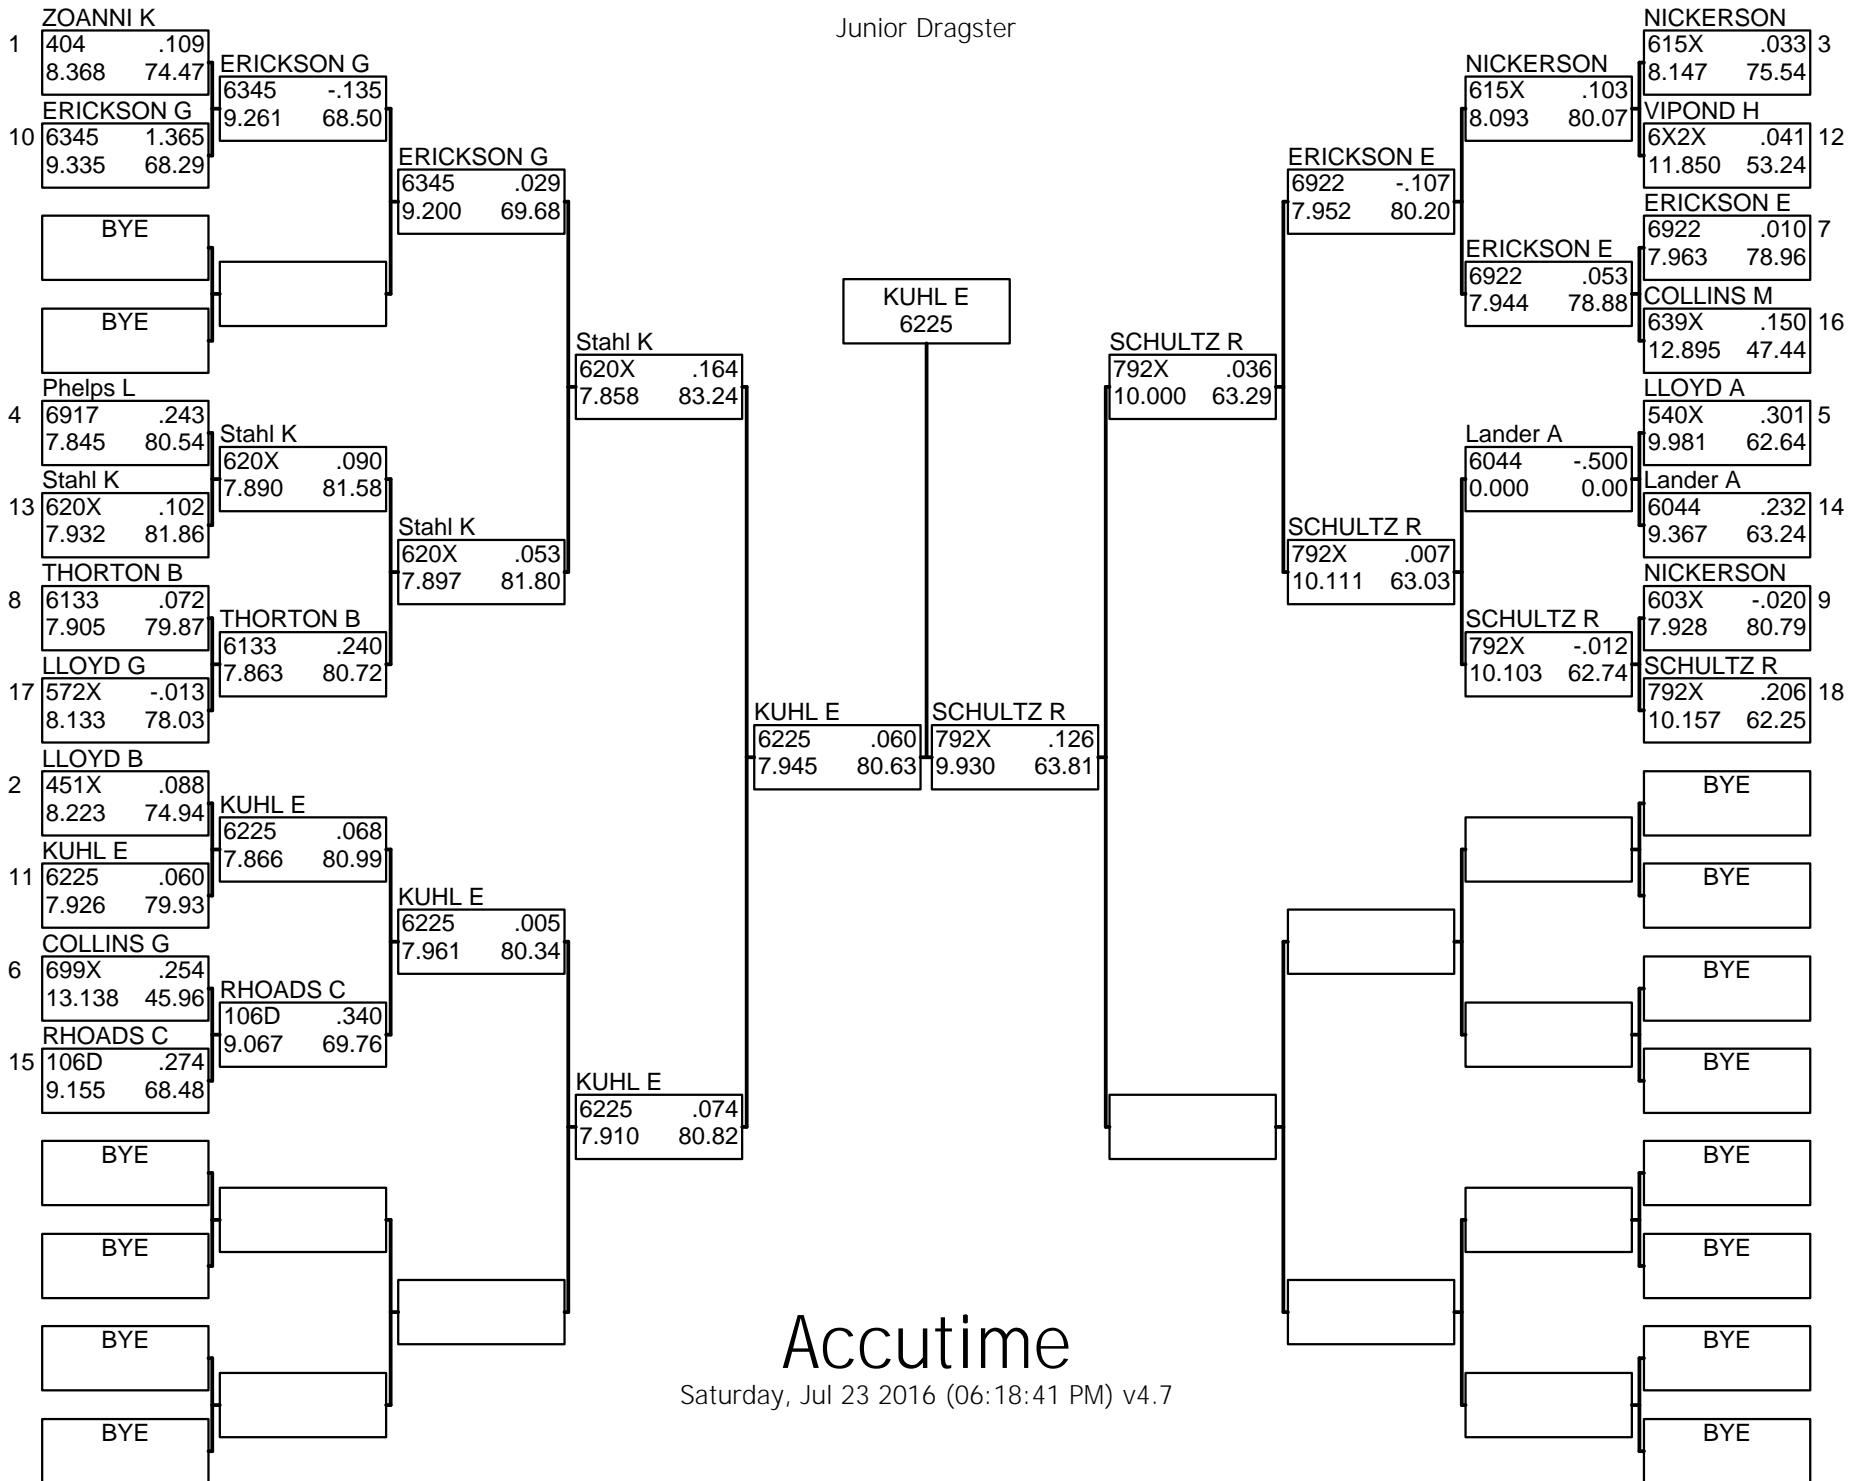 Junior Dragster
ZOANNI K
1 404 .109
8.368 74.47
ERICKSON G
10 6345 1.365
9.335 68.29
BYE
BYE
Phelps L
4 6917 .243
7.845 80.54
Stahl K
13 620X .102
7.932 81.86
THORTON B
8 6133 .072
7.905 79.87
LLOYD G
17 572X -.013
8.133 78.03
LLOYD B
2 451X .088
8.223 74.94
KUHL E
11 6225 .060
7.926 79.93
COLLINS G
6 699X .254
13.138 45.96
RHOADS C
15 106D .274
9.155 68.48
BYE
BYE
BYE
BYE
ERICKSON G
6345 -.135
9.261 68.50
Stahl K
620X .090
7.890 81.58
THORTON B
6133 .240
7.863 80.72
KUHL E
6225 .068
7.866 80.99
RHOADS C
106D .340
9.067 69.76
ERICKSON G
6345 .029
9.200 69.68
Stahl K
620X .053
7.897 81.80
KUHL E
6225 .005
7.961 80.34
Stahl K
620X .164
7.858 83.24
KUHL E
6225 .074
7.910 80.82
KUHL E
6225 .060
7.945 80.63
KUHL E
6225
SCHULTZ R
792X .126
9.930 63.81
SCHULTZ R
792X .036
10.000 63.29
ERICKSON E
6922 -.107
7.952 80.20
SCHULTZ R
792X .007
10.111 63.03
NICKERSON
615X .103
8.093 80.07
ERICKSON E
6922 .053
7.944 78.88
Lander A
6044 -.500
0.000 0.00
SCHULTZ R
792X -.012
10.103 62.74
NICKERSON
615X .033 3
8.147 75.54
VIPOND H
6X2X .041 12
11.850 53.24
ERICKSON E
6922 .010 7
7.963 78.96
COLLINS M
639X .150 16
12.895 47.44
LLOYD A
540X .301 5
9.981 62.64
Lander A
6044 .232 14
9.367 63.24
NICKERSON
603X -.020 9
7.928 80.79
SCHULTZ R
792X .206 18
10.157 62.25
BYE
BYE
BYE
BYE
BYE
BYE
BYE
BYE
Accutime
Saturday, Jul 23 2016 (06:18:41 PM) v4.7